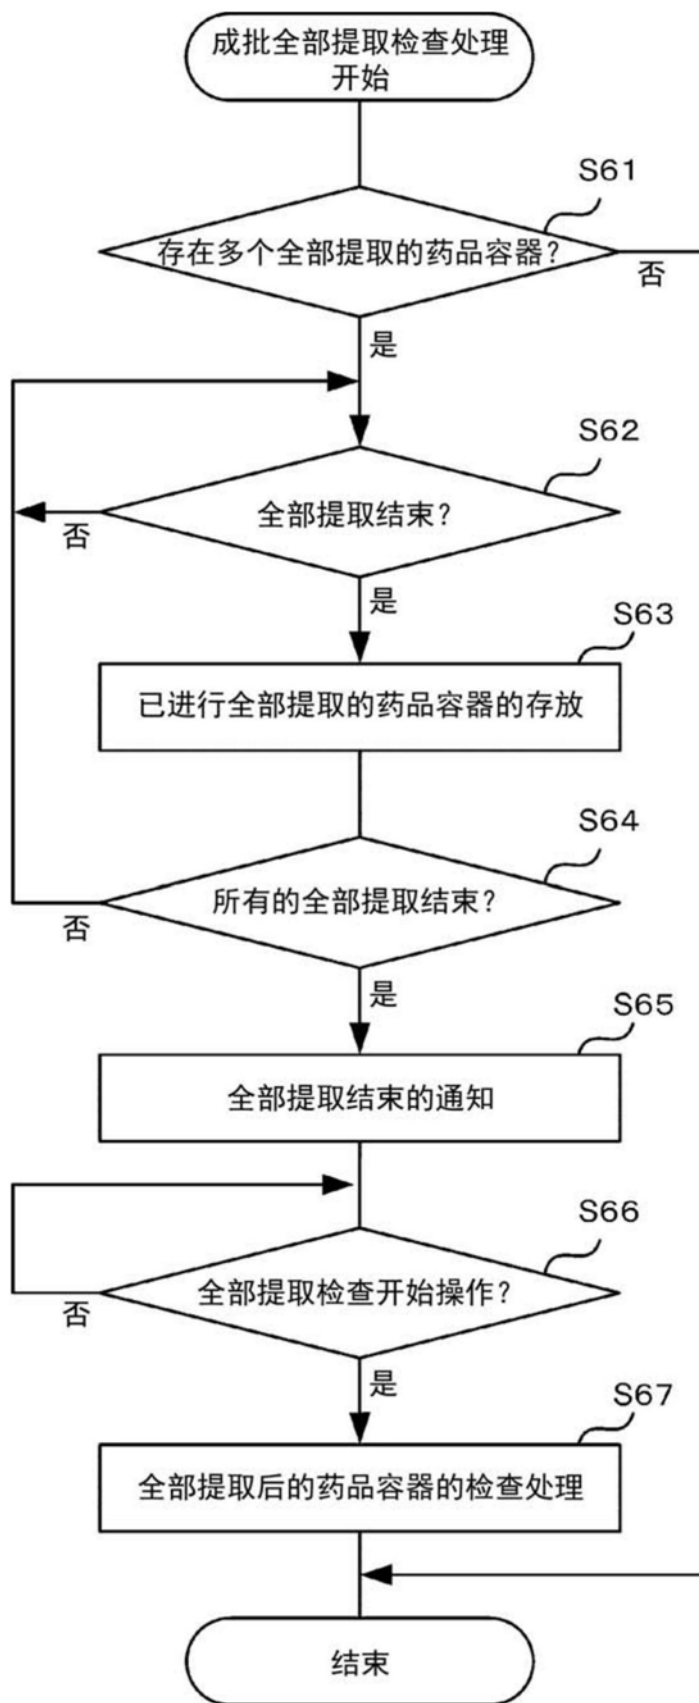 成批全部提取检查处理
开始
S61
存在多个全部提取的药品容器？
否
是
S62
全部提取结束？
否
是
S63
已进行全部提取的药品容器的存放
S64
所有的全部提取结束？
否
是
S65
全部提取结束的通知
S66
全部提取检查开始操作？
否
是
S67
全部提取后的药品容器的检查处理
结束